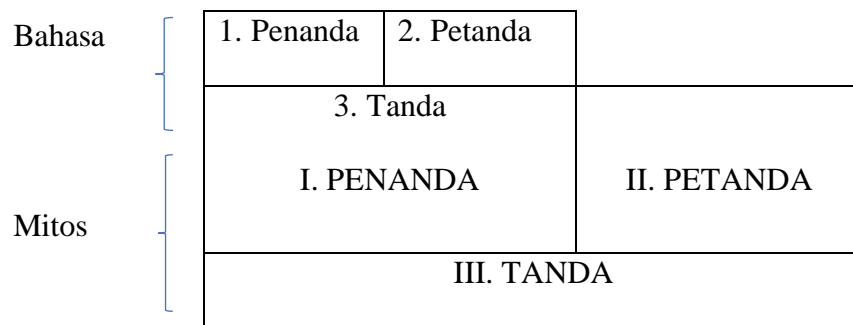 Bahasa
1. Penanda
2. Petanda
3. Tanda
I. PENANDA
II. PETANDA
Mitos
III. TANDA